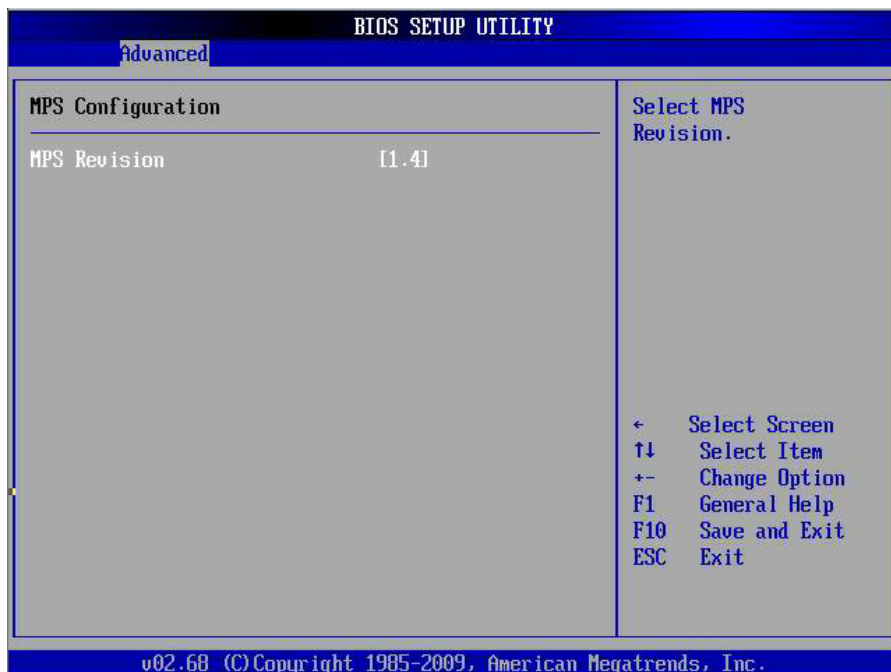 BIOS SETUP UTILITY
Advanced
MPS Configuration
MPS Revision [1.4]
Select MPS
Revision.
← Select Screen
↑↓ Select Item
+- Change Option
F1 General Help
F10 Save and Exit
ESC Exit
v02.68 (C)Copyright 1985-2009, American Megatrends, Inc.